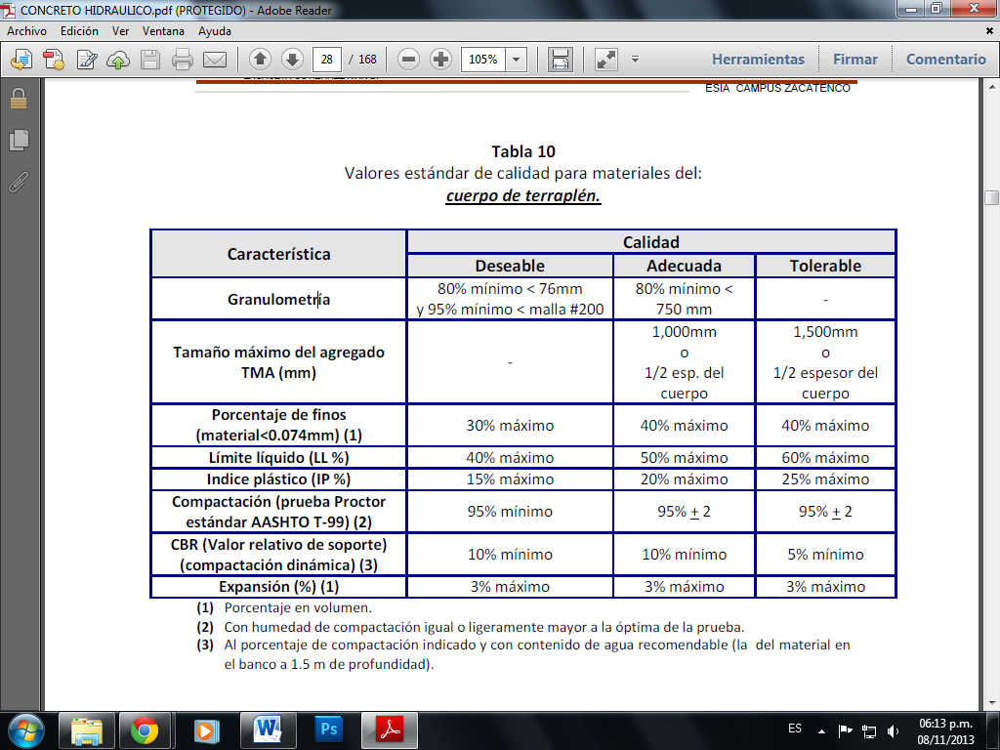 CONCRETO HIDRAULICO.pdf (PROTEGIDO) - Adobe Reader
Archivo Edición Ver Ventana Ayuda
28 / 168 105% Herramientas Firmar Comentario
ESIA CAMPUS ZACATENCO
Tabla 10
Valores estándar de calidad para materiales del:
cuerpo de terraplén.
Característica
Calidad
Deseable Adecuada Tolerable
Granulometría
80% mínimo < 76mm
y 95% mínimo < malla #200
80% mínimo <
750 mm
-
Tamaño máximo del agregado
TMA (mm)
-
1,000mm
o
1/2 esp. del
cuerpo
1,500mm
o
1/2 espesor del
cuerpo
Porcentaje de finos
(material<0.074mm) (1)
30% máximo 40% máximo 40% máximo
Límite líquido (LL %) 40% máximo 50% máximo 60% máximo
Indice plástico (IP %) 15% máximo 20% máximo 25% máximo
Compactación (prueba Proctor
estándar AASHTO T-99) (2)
95% mínimo 95% ± 2 95% ± 2
CBR (Valor relativo de soporte)
(compactación dinámica) (3)
10% mínimo 10% mínimo 5% mínimo
Expansión (%) (1) 3% máximo 3% máximo 3% máximo
(1) Porcentaje en volumen.
(2) Con humedad de compactación igual o ligeramente mayor a la óptima de la prueba.
(3) Al porcentaje de compactación indicado y con contenido de agua recomendable (la del material en
el banco a 1.5 m de profundidad).
W Ps ES 06:13 p.m.
08/11/2013